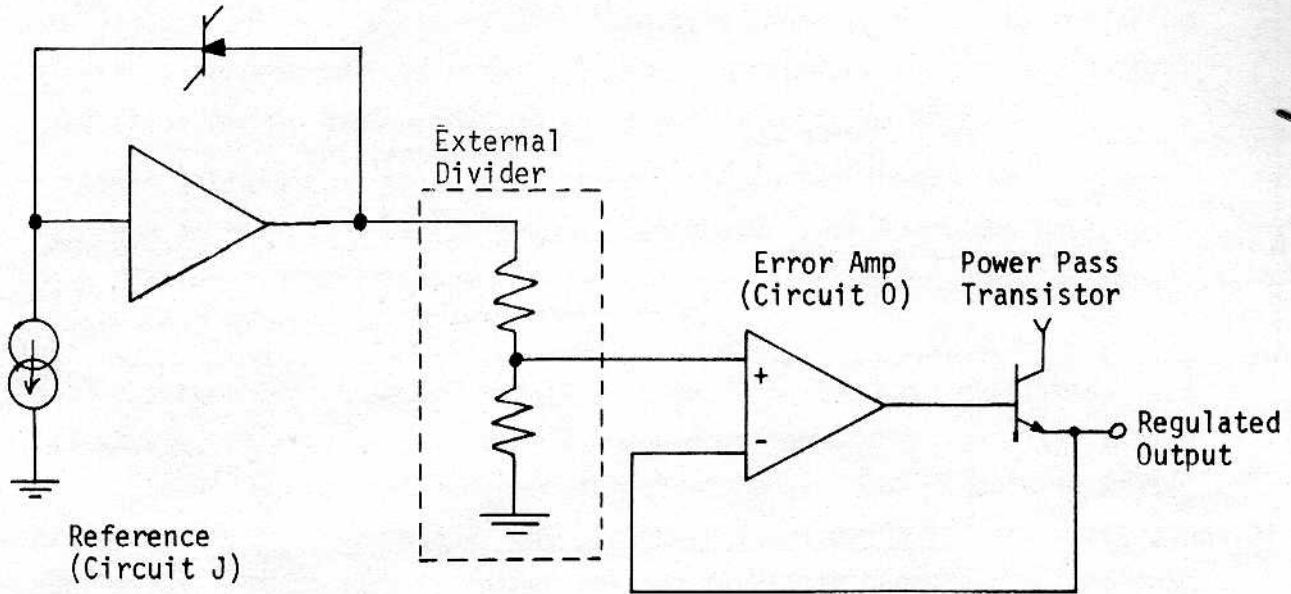 External
Divider
Error Amp
(Circuit O)
Power Pass
Transistor
+
-
Regulated
Output
Reference
(Circuit J)